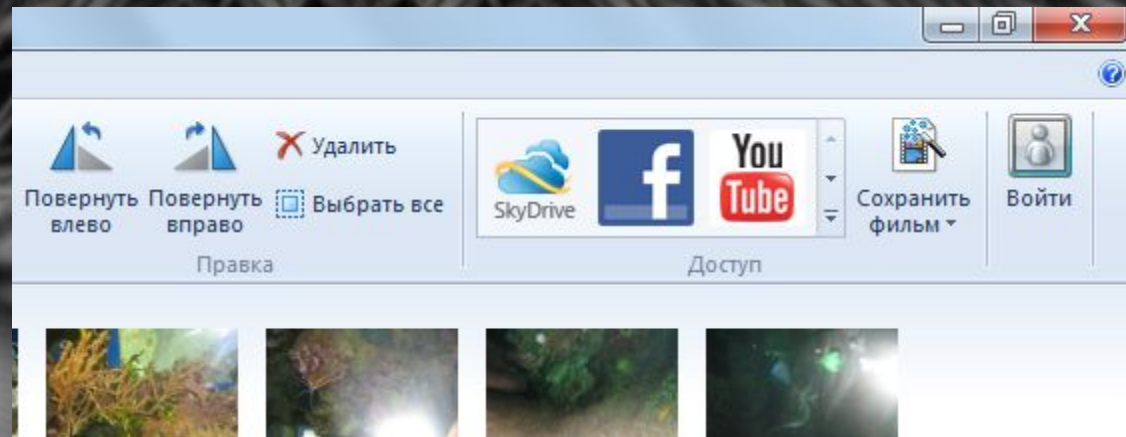 Повернуть
влево
Повернуть
вправо
Удалить
Выбрать все
Правка
SkyDrive
f
You
Tube
Доступ
Сохранить
фильм
Войти